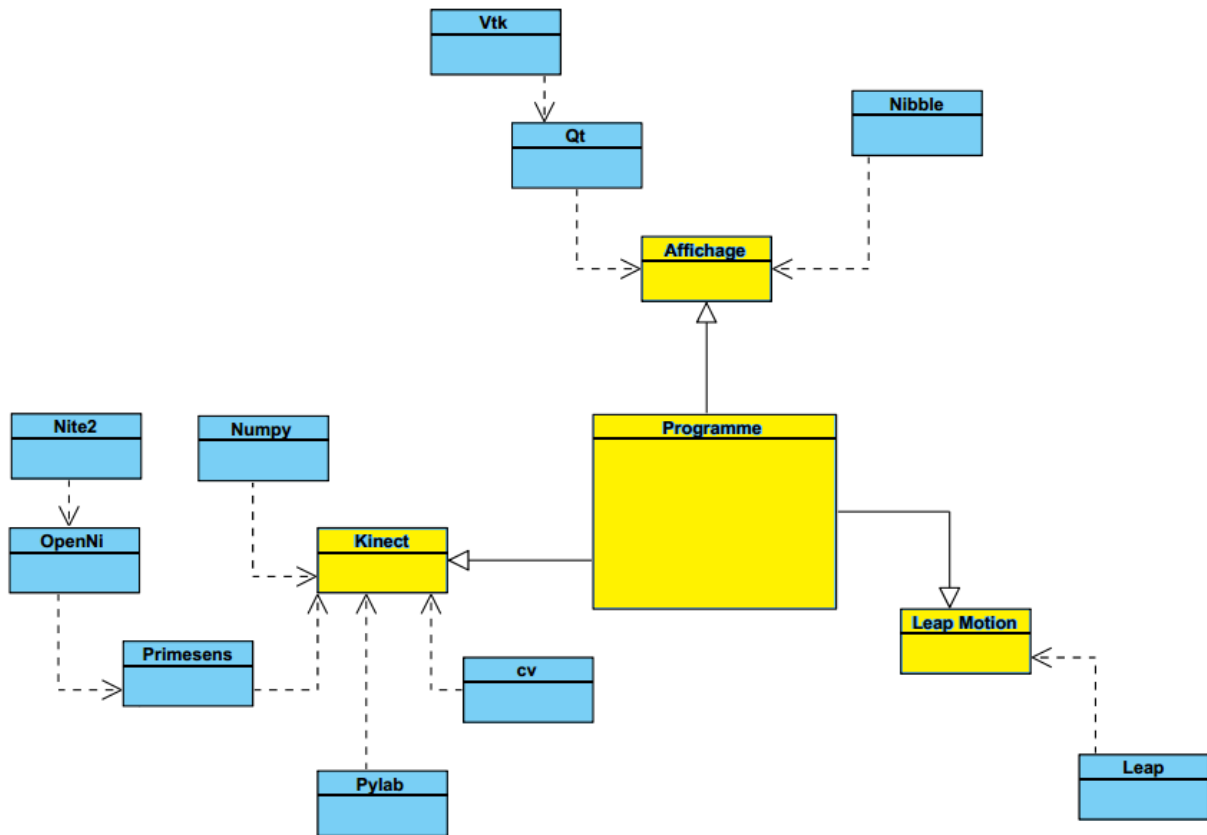 Vtk
Nibble
Qt
Affichage
Nite2
Numpy
Programme
OpenNi
Kinect
Leap Motion
Primesens
cv
Leap
Pylab